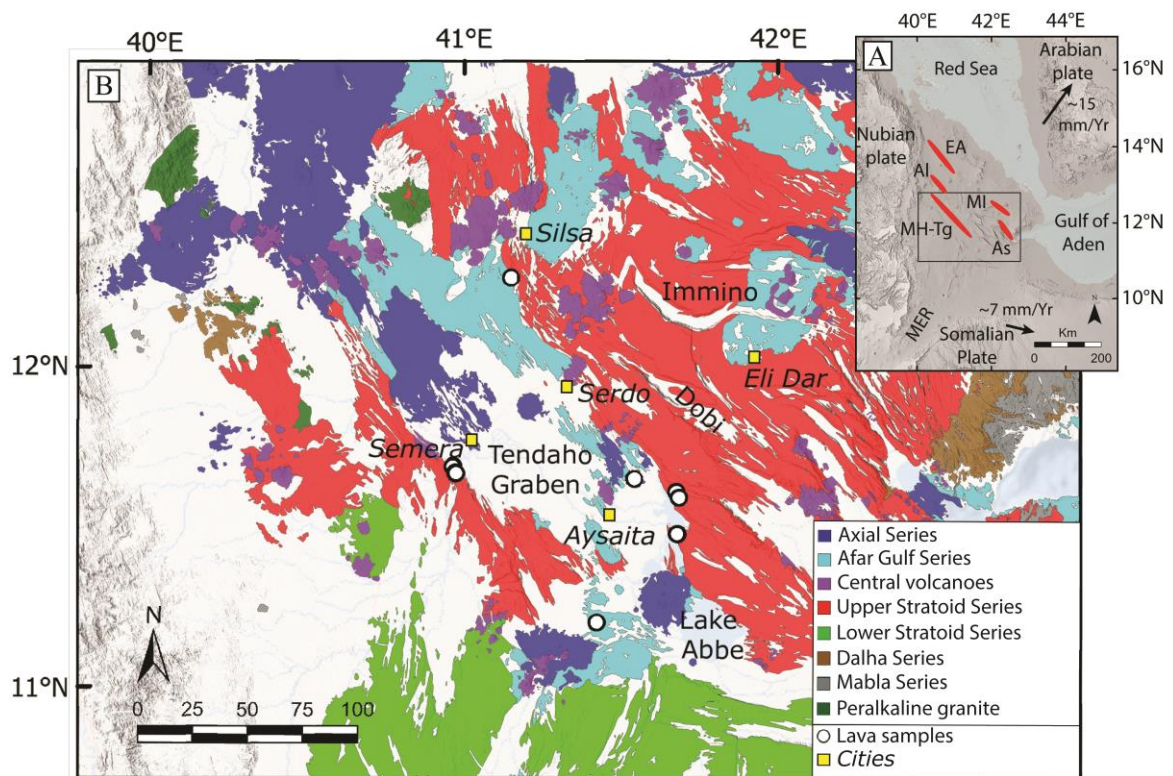 40°E
41°E
42°E
B
12°N
11°N
Silsa
Immino
Serdo
Eli Dar
Dobi
Semera
Tendaho
Graben
Aysaita
Lake
Abbe
N
0 25 50 75 100
A
40°E 42°E 44°E
16°N
14°N
12°N
10°N
Red Sea
Arabian
plate
~15
mm/Yr
Nubian
plate
EA
Al
MI
MH-Tg
As
Gulf of
Aden
MER
~7 mm/Yr
Somalian
Plate
N
Km
0 200
Axial Series
Afar Gulf Series
Central volcanoes
Upper Stratoid Series
Lower Stratoid Series
Dalha Series
Mabla Series
Peralkaline granite
Lava samples
Cities